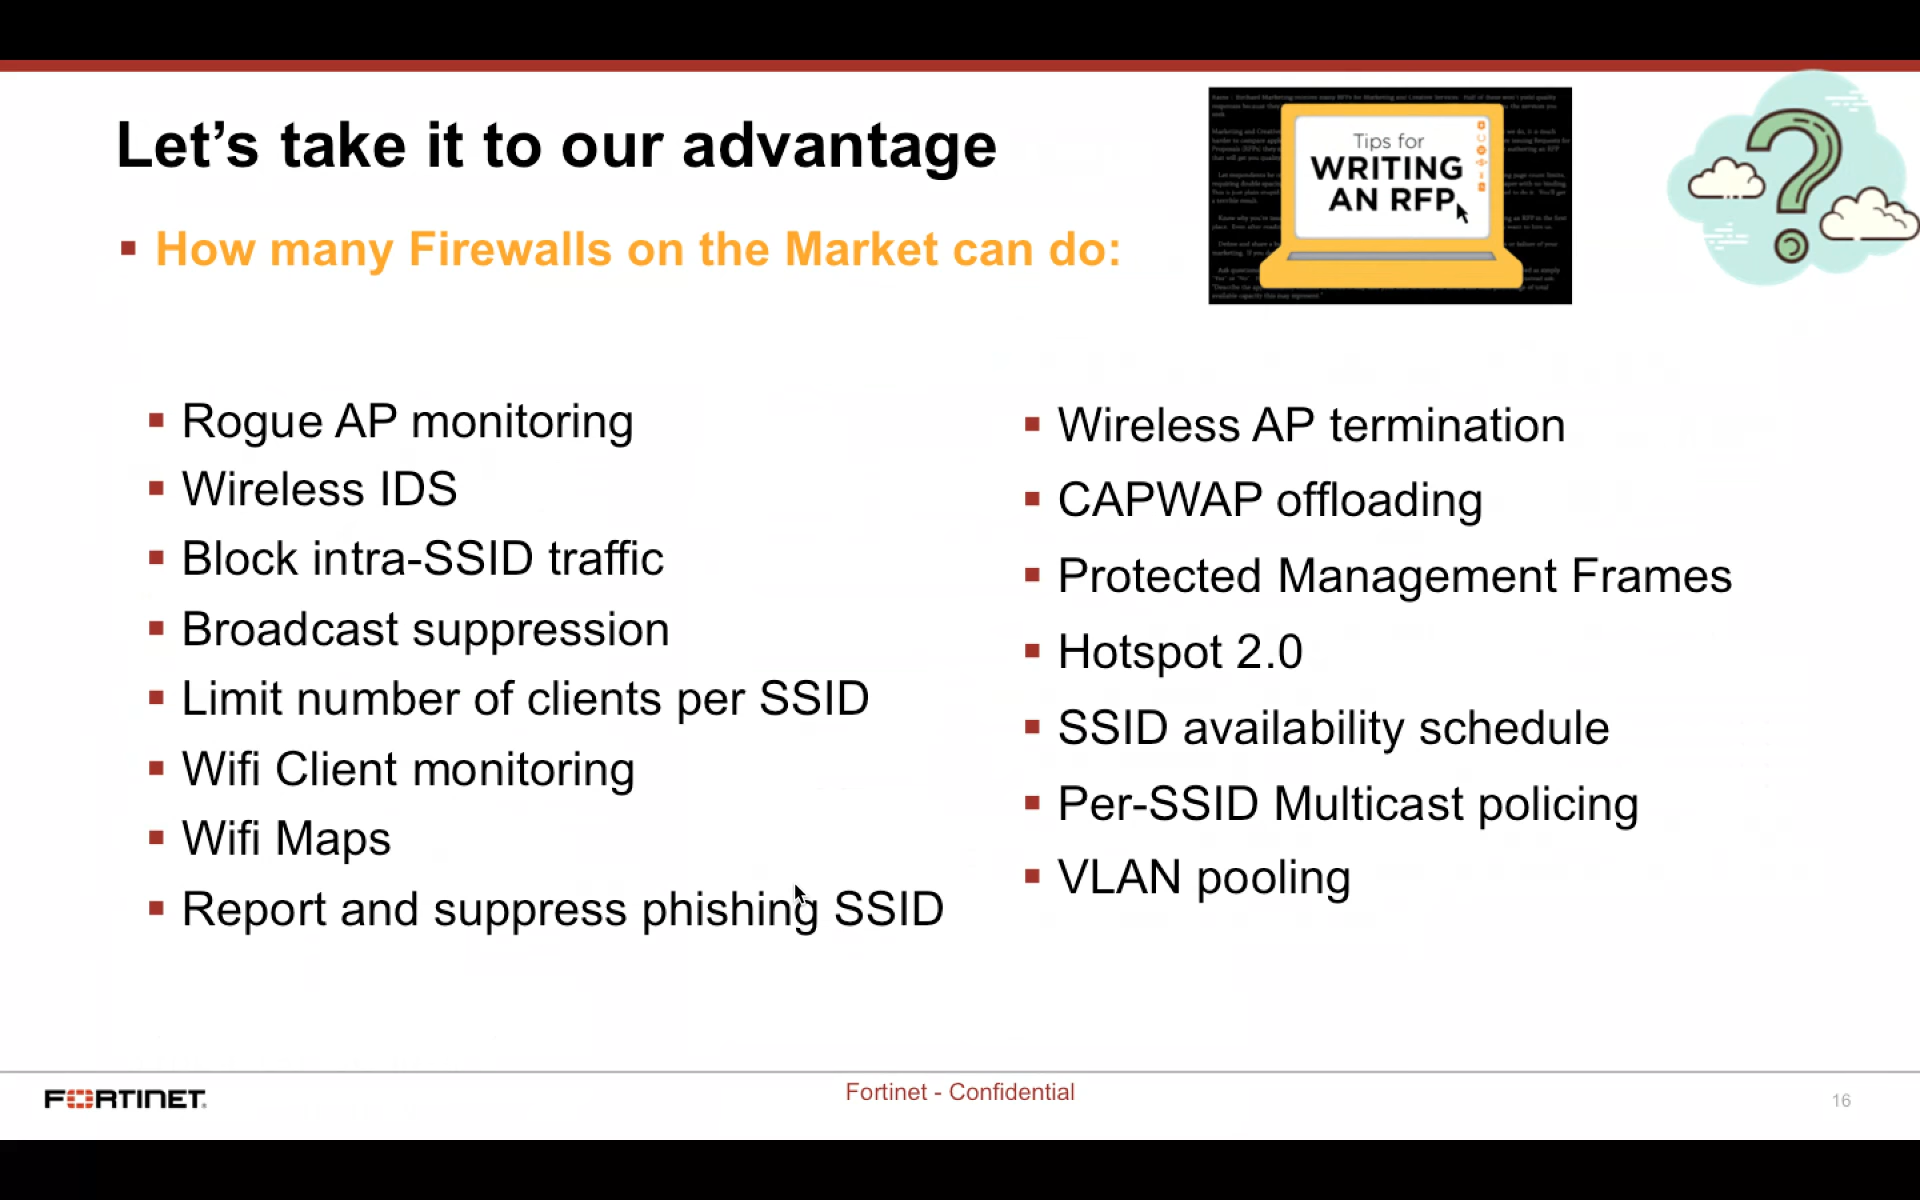 Let's take it to our advantage
Tips for
WRITING
AN RFP
How many Firewalls on the Market can do:
Rogue AP monitoring
Wireless IDS
Block intra-SSID traffic
Broadcast suppression
Limit number of clients per SSID
Wifi Client monitoring
Wifi Maps
Report and suppress phishing SSID
Wireless AP termination
CAPWAP offloading
Protected Management Frames
Hotspot 2.0
SSID availability schedule
Per-SSID Multicast policing
VLAN pooling
FORTINET
Fortinet - Confidential
16